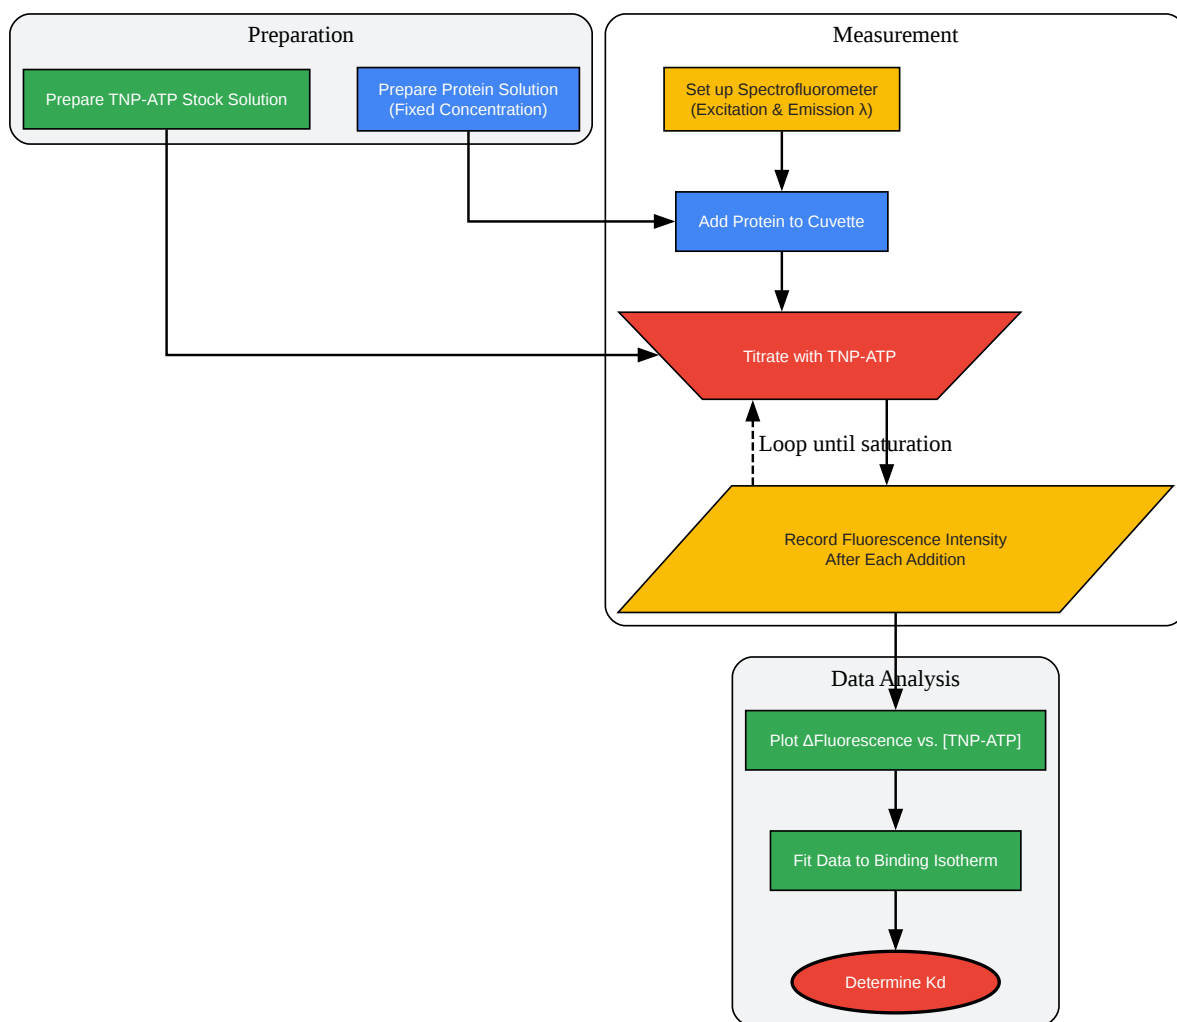 Preparation
Prepare TNP-ATP Stock Solution
Prepare Protein Solution
(Fixed Concentration)
Measurement
Set up Spectrofluorometer
(Excitation & Emission λ)
Add Protein to Cuvette
Titrate with TNP-ATP
Loop until saturation
Record Fluorescence Intensity
After Each Addition
Data Analysis
Plot ΔFluorescence vs. [TNP-ATP]
Fit Data to Binding Isotherm
Determine Kd